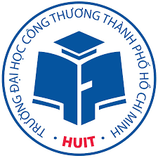 TRƯỜNG ĐẠI HỌC CÔNG THƯƠNG THÀNH PHỐ HỒ CHÍ MINH
HUIT